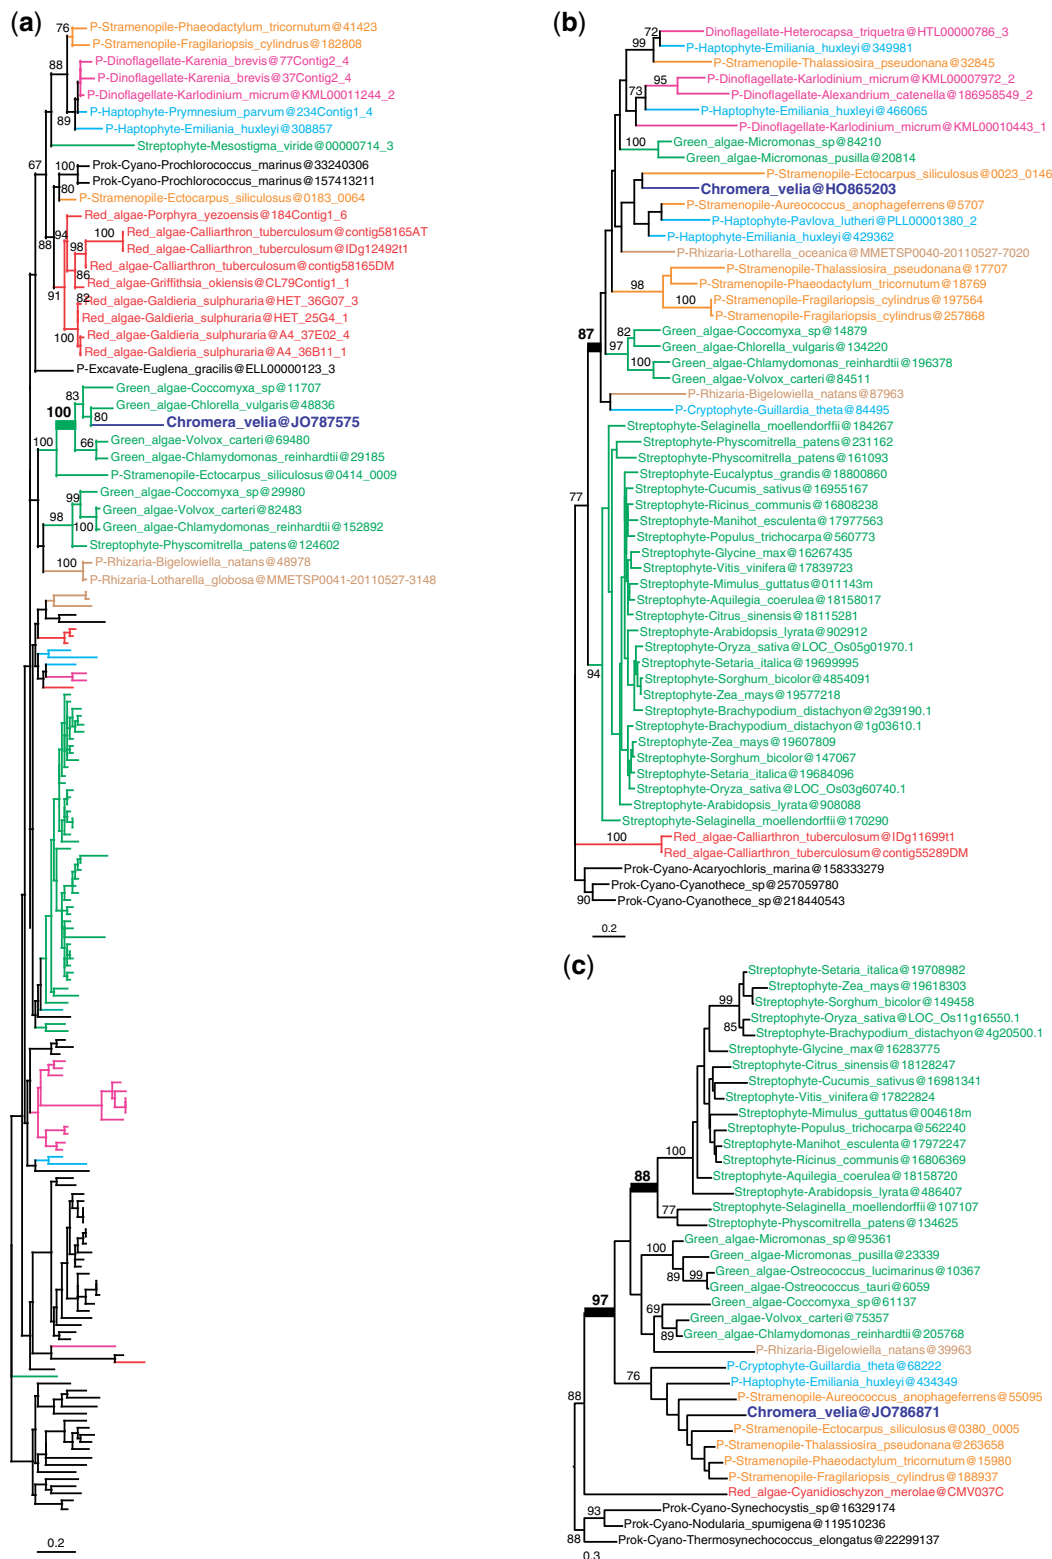 (a)
76
P-Stramenopile-Phaeodactylum_tricornutum@41423
P-Stramenopile-Fragilariopsis_cylindrus@182808
P-Dinoflagellate-Karenia_brevis@77Contig2_4
88
P-Dinoflagellate-Karenia_brevis@37Contig2_4
P-Dinoflagellate-Karlodinium_micrum@KML00011244_2
P-Haptophyte-Prymnesium_parvum@234Contig1_4
89
P-Haptophyte-Emiliania_huxleyi@308857
Streptophyte-Mesostigma_viride@00000714_3
67
100
Prok-Cyano-Prochlorococcus_marinus@33240306
Prok-Cyano-Prochlorococcus_marinus@157413211
80
P-Stramenopile-Ectocarpus_siliculosus@0183_0064
Red_algae-Porphyra_yezoensis@184Contig1_6
100
Red_algae-Calliarthron_tuberculosum@contig58165AT
88
94
98
Red_algae-Calliarthron_tuberculosum@IDg12492t1
Red_algae-Calliarthron_tuberculosum@contig58165DM
86
Red_algae-Griffithsia_okiensis@CL79Contig1_1
91
82
Red_algae-Galdieria_sulphuraria@HET_36G07_3
Red_algae-Galdieria_sulphuraria@HET_25G4_1
100
Red_algae-Galdieria_sulphuraria@A4_37E02_4
Red_algae-Galdieria_sulphuraria@A4_36B11_1
P-Excavate-Euglena_gracilis@ELL00000123_3
83
Green_algae-Coccomyxa_sp@11707
100
Green_algae-Chlorella_vulgaris@48836
80
Chromera_velia@JO787575
100
66
Green_algae-Volvox_carteri@69480
Green_algae-Chlamydomonas_reinhardtii@29185
P-Stramenopile-Ectocarpus_siliculosus@0414_0009
99
Green_algae-Coccomyxa_sp@29980
98
Green_algae-Volvox_carteri@82483
100
Green_algae-Chlamydomonas_reinhardtii@152892
Streptophyte-Physcomitrella_patens@124602
100
P-Rhizaria-Bigelowiella_natans@48978
P-Rhizaria-Lotharella_globosa@MMETSP0041-20110527-3148
0.2
(b)
72
Dinoflagellate-Heterocapsa_triquetra@HTL00000786_3
99
P-Haptophyte-Emiliania_huxleyi@349981
P-Stramenopile-Thalassiosira_pseudonana@32845
95
P-Dinoflagellate-Karlodinium_micrum@KML00007972_2
73
P-Dinoflagellate-Alexandrium_catenella@186958549_2
P-Haptophyte-Emiliania_huxleyi@466065
P-Dinoflagellate-Karlodinium_micrum@KML00010443_1
100
Green_algae-Micromonas_sp@84210
Green_algae-Micromonas_pusilla@20814
P-Stramenopile-Ectocarpus_siliculosus@0023_0146
Chromera_velia@HO865203
P-Stramenopile-Aureococcus_anophagefferens@5707
P-Haptophyte-Pavlova_lutheri@PLL00001380_2
P-Haptophyte-Emiliania_huxleyi@429362
P-Rhizaria-Lotharella_oceanica@MMETSP0040-20110527-7020
P-Stramenopile-Thalassiosira_pseudonana@17707
98
P-Stramenopile-Phaeodactylum_tricornutum@18769
100
P-Stramenopile-Fragilariopsis_cylindrus@197564
P-Stramenopile-Fragilariopsis_cylindrus@257868
87
82
Green_algae-Coccomyxa_sp@14879
97
Green_algae-Chlorella_vulgaris@134220
100
Green_algae-Chlamydomonas_reinhardtii@196378
Green_algae-Volvox_carteri@84511
P-Rhizaria-Bigelowiella_natans@87963
P-Cryptophyte-Guillardia_theta@84495
Streptophyte-Selaginella_moellendorffii@184267
Streptophyte-Physcomitrella_patens@231162
Streptophyte-Physcomitrella_patens@161093
Streptophyte-Eucalyptus_grandis@18800860
Streptophyte-Cucumis_sativus@16955167
77
Streptophyte-Ricinus_communis@16808238
Streptophyte-Manihot_esculenta@17977563
Streptophyte-Populus_trichocarpa@560773
Streptophyte-Glycine_max@16267435
Streptophyte-Vitis_vinifera@17839723
Streptophyte-Mimulus_guttatus@011143m
Streptophyte-Aquilegia_coerulea@18158017
Streptophyte-Citrus_sinensis@18115281
Streptophyte-Arabidopsis_lyrata@902912
Streptophyte-Oryza_sativa@LOC_Os05g01970.1
Streptophyte-Setaria_italica@19699995
94
Streptophyte-Sorghum_bicolor@4854091
Streptophyte-Zea_mays@19577218
Streptophyte-Brachypodium_distachyon@2g39190.1
Streptophyte-Brachypodium_distachyon@1g03610.1
Streptophyte-Zea_mays@19607809
Streptophyte-Sorghum_bicolor@147067
Streptophyte-Setaria_italica@19684096
Streptophyte-Oryza_sativa@LOC_Os03g60740.1
Streptophyte-Arabidopsis_lyrata@908088
Streptophyte-Selaginella_moellendorffii@170290
100
Red_algae-Calliarthron_tuberculosum@IDg11699t1
Red_algae-Calliarthron_tuberculosum@contig55289DM
Prok-Cyano-Acaryochloris_marina@158333279
Prok-Cyano-Cyanothece_sp@257059780
90
Prok-Cyano-Cyanothece_sp@218440543
0.2
(c)
Streptophyte-Setaria_italica@19708982
Streptophyte-Zea_mays@19618303
99
Streptophyte-Sorghum_bicolor@149458
Streptophyte-Oryza_sativa@LOC_Os11g16550.1
85
Streptophyte-Brachypodium_distachyon@4g20500.1
Streptophyte-Glycine_max@16283775
Streptophyte-Citrus_sinensis@18128247
Streptophyte-Cucumis_sativus@16981341
Streptophyte-Vitis_vinifera@17822824
Streptophyte-Mimulus_guttatus@004618m
Streptophyte-Populus_trichocarpa@562240
Streptophyte-Manihot_esculenta@17972247
100
Streptophyte-Ricinus_communis@16806369
Streptophyte-Aquilegia_coerulea@18158720
88
Streptophyte-Arabidopsis_lyrata@486407
77
Streptophyte-Selaginella_moellendorffii@107107
Streptophyte-Physcomitrella_patens@134625
100
Green_algae-Micromonas_sp@95361
Green_algae-Micromonas_pusilla@23339
89
99
Green_algae-Ostreococcus_lucimarinus@10367
Green_algae-Ostreococcus_tauri@6059
97
69
Green_algae-Coccomyxa_sp@61137
Green_algae-Volvox_carteri@75357
89
Green_algae-Chlamydomonas_reinhardtii@205768
P-Rhizaria-Bigelowiella_natans@39963
P-Cryptophyte-Guillardia_theta@68222
76
P-Haptophyte-Emiliania_huxleyi@434349
88
P-Stramenopile-Aureococcus_anophageferrens@55095
Chromera_velia@JO786871
P-Stramenopile-Ectocarpus_siliculosus@0380_0005
P-Stramenopile-Thalassiosira_pseudonana@263658
P-Stramenopile-Phaeodactylum_tricornutum@15980
P-Stramenopile-Fragilariopsis_cylindrus@188937
Red_algae-Cyanidioschyzon_merolae@CMV037C
93
Prok-Cyano-Synechocystis_sp@16329174
Prok-Cyano-Nodularia_spumigena@119510236
88
Prok-Cyano-Thermosynechococcus_elongatus@22299137
0.3